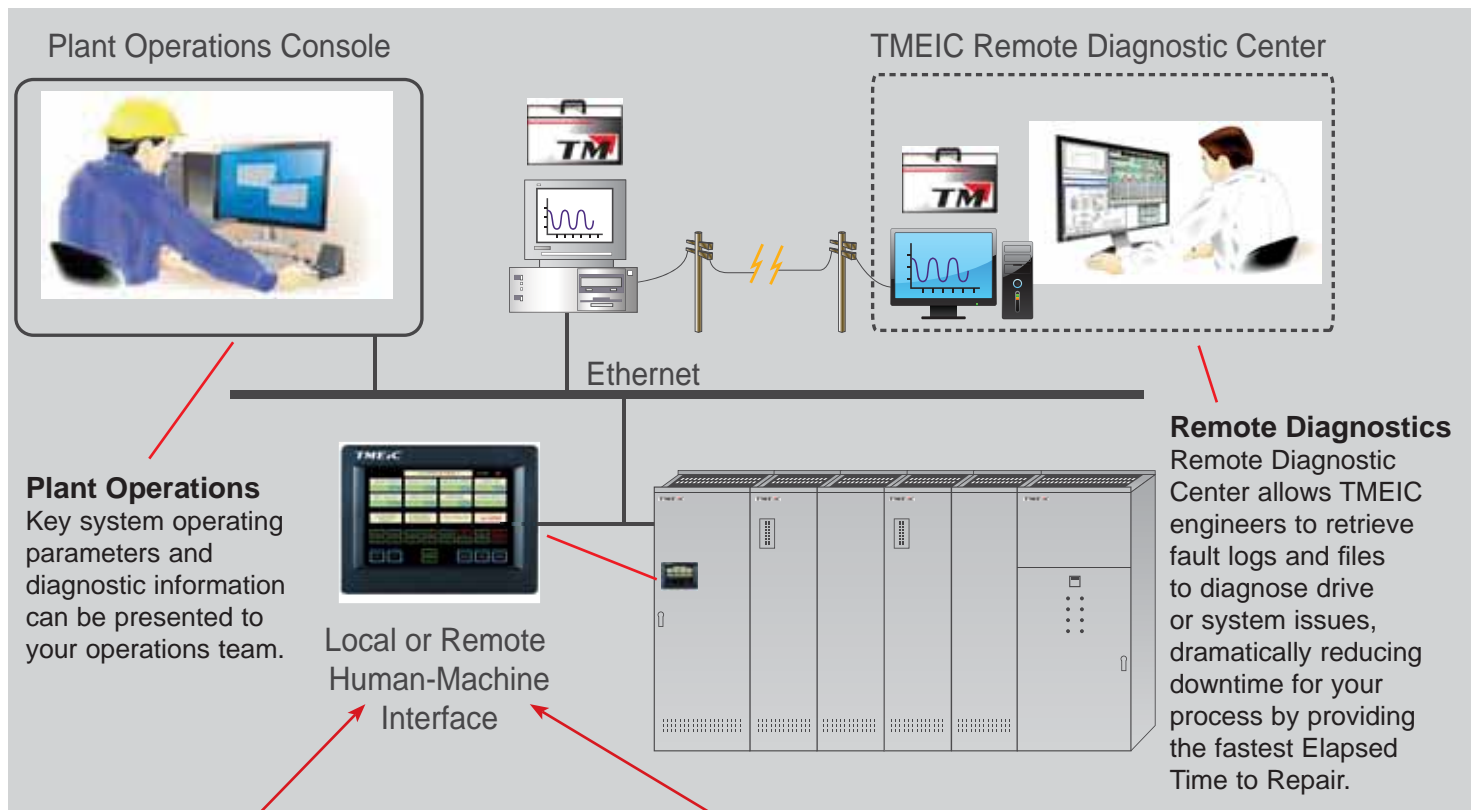 Plant Operations Console
TMEIC Remote Diagnostic Center
TM
TM
Ethernet
TMEiC
Plant Operations
Key system operating
parameters and
diagnostic information
can be presented to
your operations team.
Local or Remote
Human-Machine
Interface
Remote Diagnostics
Remote Diagnostic
Center allows TMEIC
engineers to retrieve
fault logs and files
to diagnose drive
or system issues,
dramatically reducing
downtime for your
process by providing
the fastest Elapsed
Time to Repair.